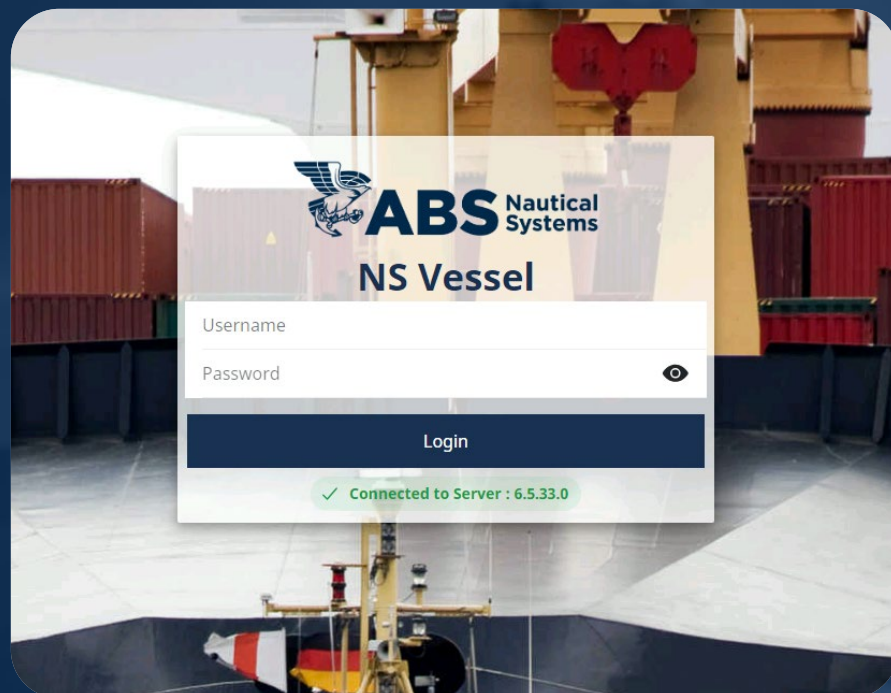 ABS Nautical
Systems
NS Vessel
Username
Password
Login
Connected to Server : 6.5.33.0